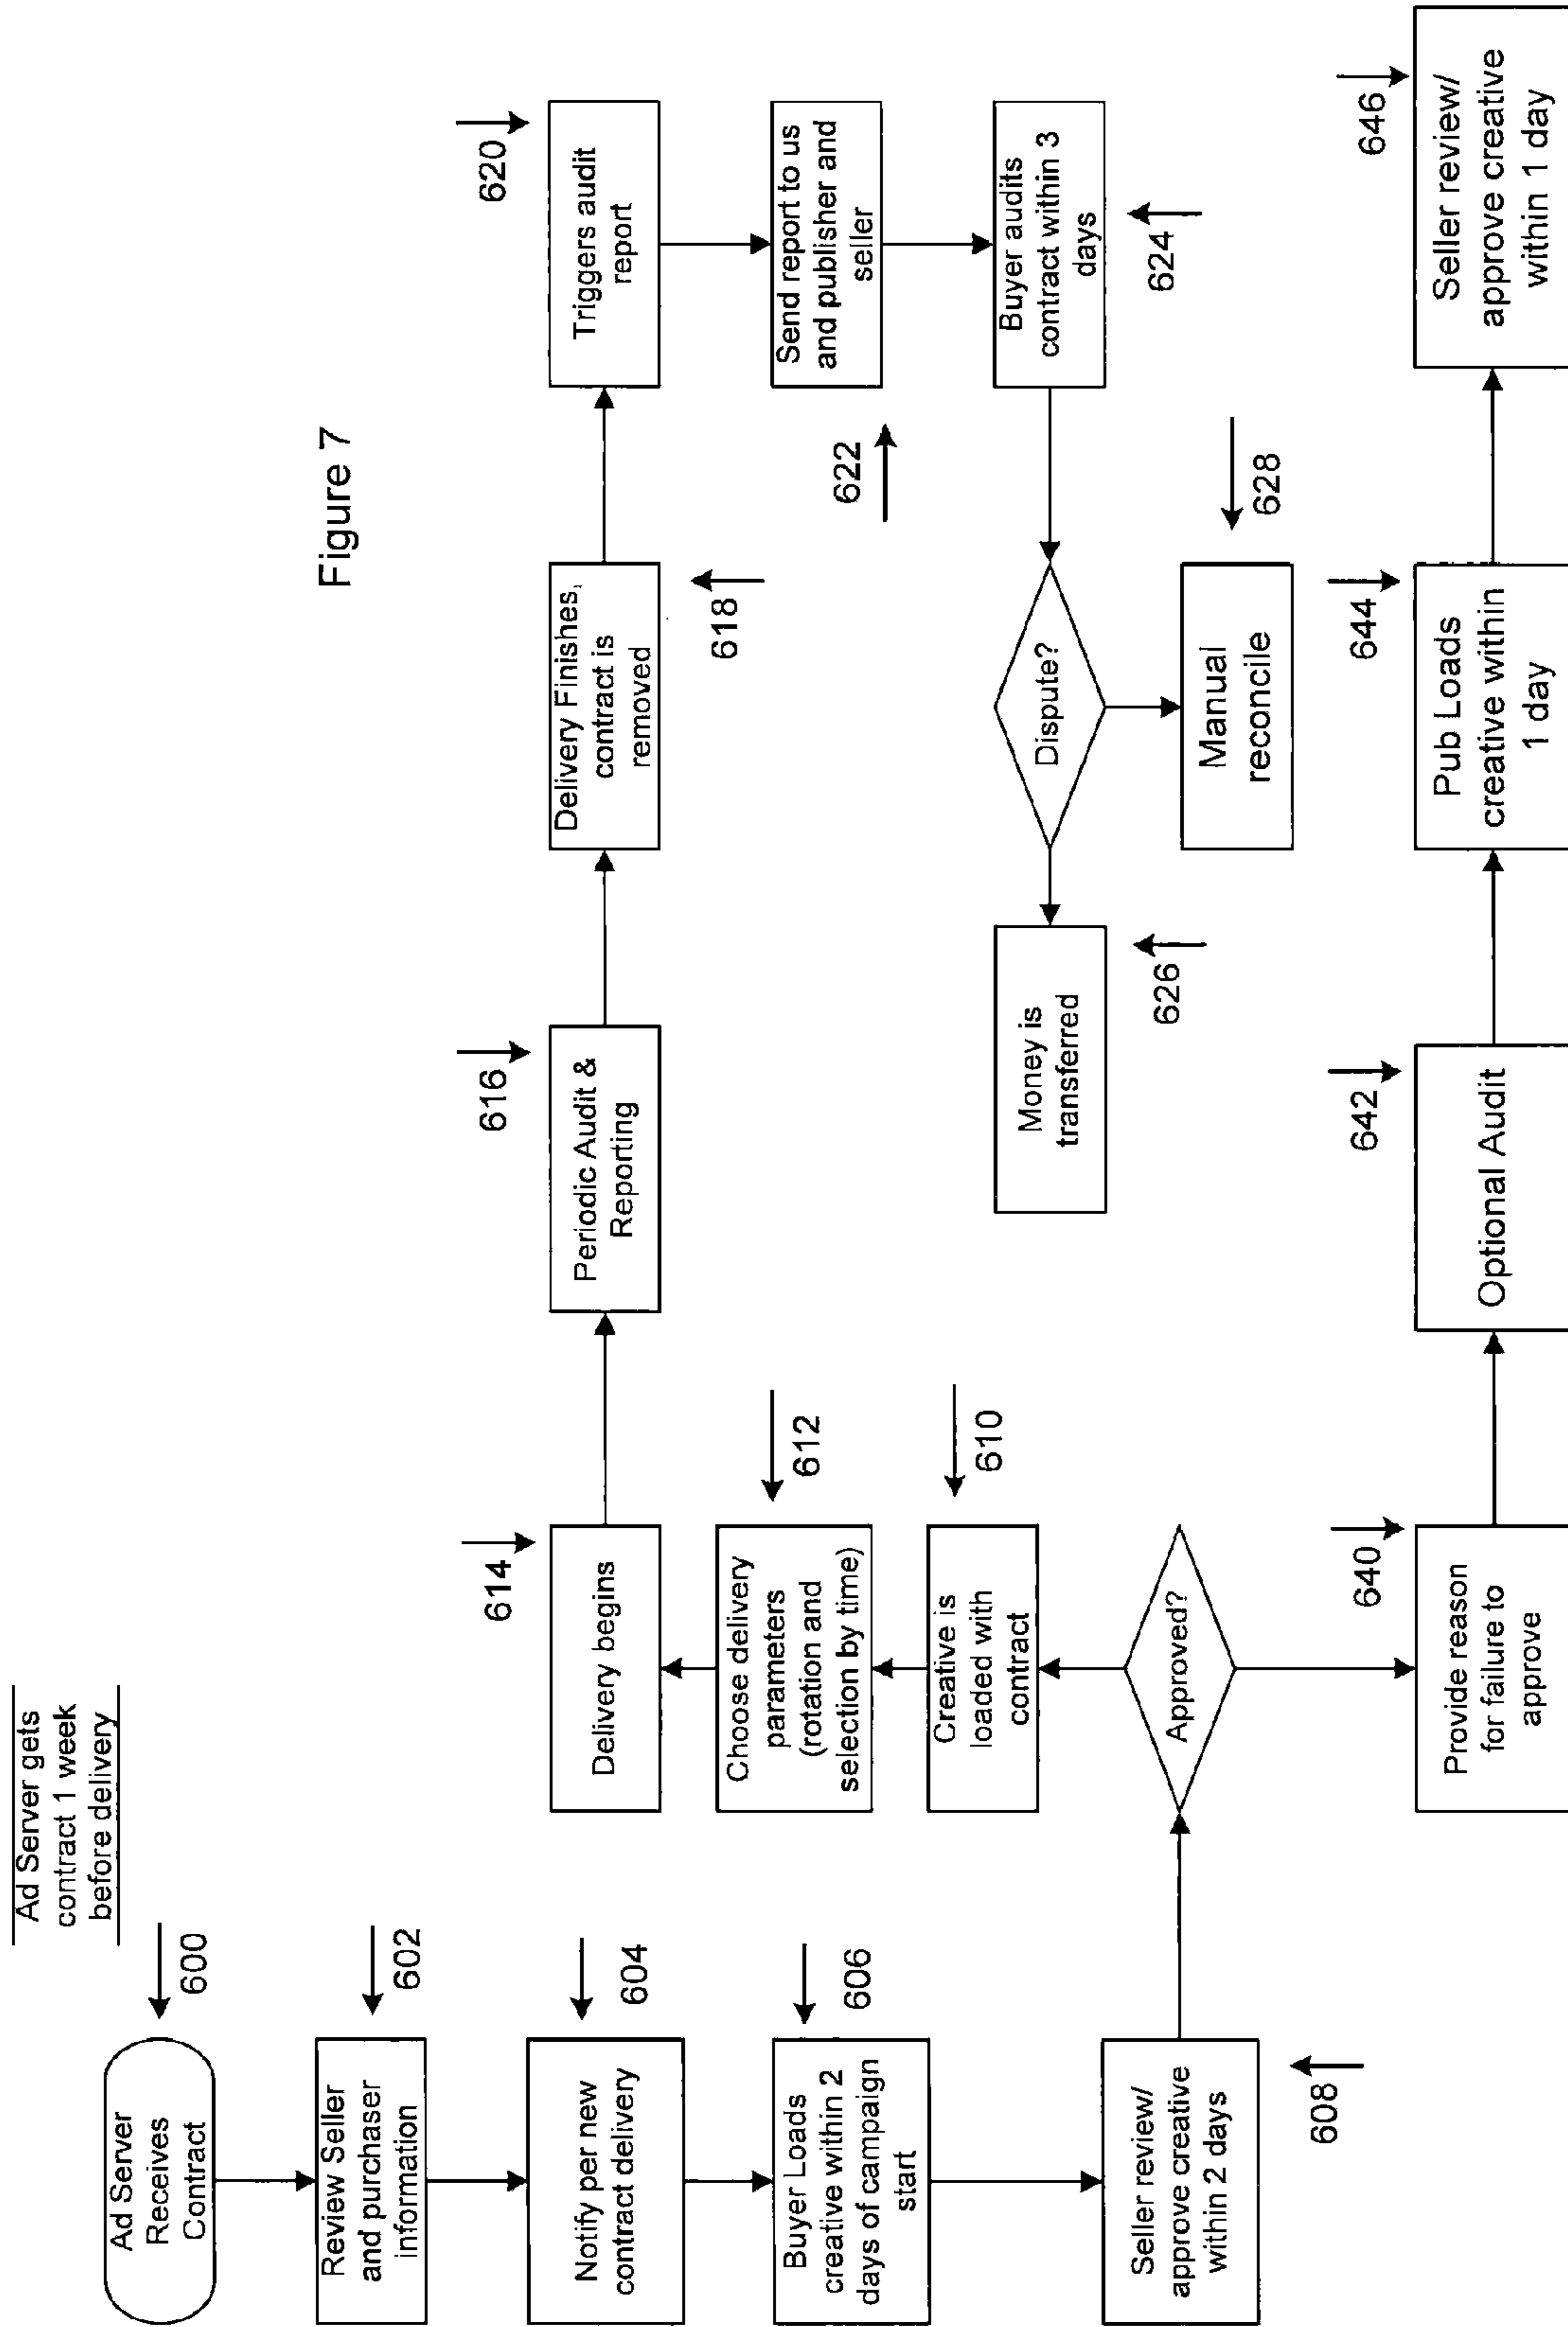 Ad Server gets
contract 1 week
before delivery
Figure 7
Ad Server
Receives
Contract
600
Review Seller
and purchaser
information
602
Notify per new
contract delivery
604
Buyer Loads
creative within 2
days of campaign
start
606
Seller review/
approve creative
within 2 days
608
Approved?
Creative is
loaded with
contract
610
Choose delivery
parameters
(rotation and
selection by time)
612
Delivery begins
614
Periodic Audit &
Reporting
616
Delivery Finishes,
contract is
removed
618
Triggers audit
report
620
Send report to us
and publisher and
seller
622
Buyer audits
contract within 3
days
624
Dispute?
Money is
transferred
626
Manual
reconcile
628
Provide reason
for failure to
approve
640
Optional Audit
642
Pub Loads
creative within
1 day
644
Seller review/
approve creative
within 1 day
646